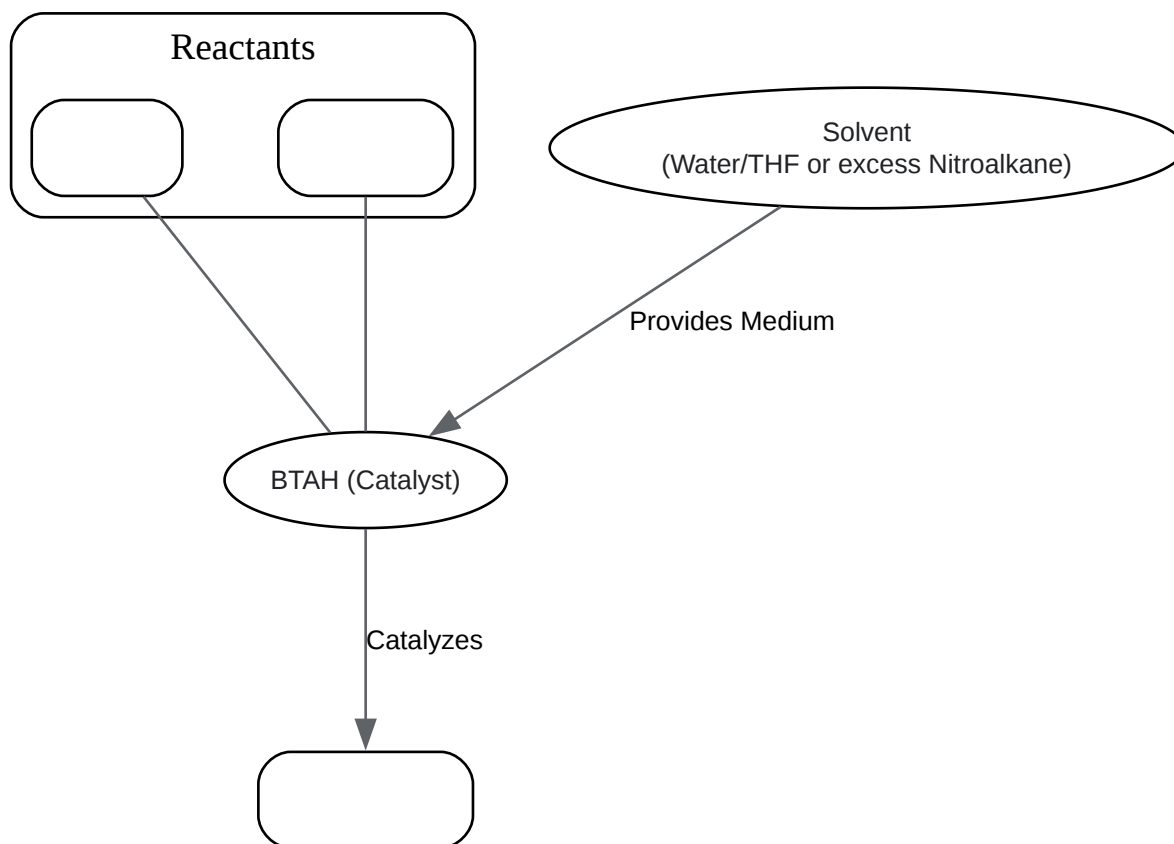 Reactants
Solvent
(Water/THF or excess Nitroalkane)
Provides Medium
BTAH (Catalyst)
Catalyzes